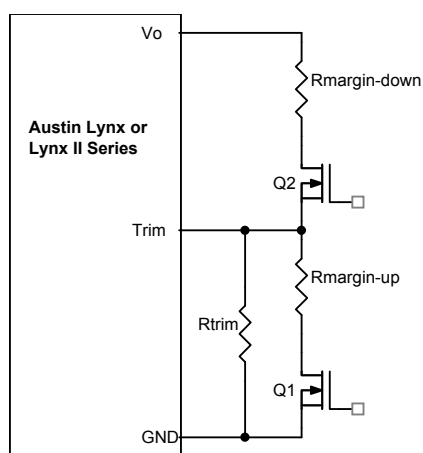 Vo
Rmargin-down
Austin Lynx or
Lynx II Series
Q2
Trim
Rmargin-up
Rtrim
Q1
GND